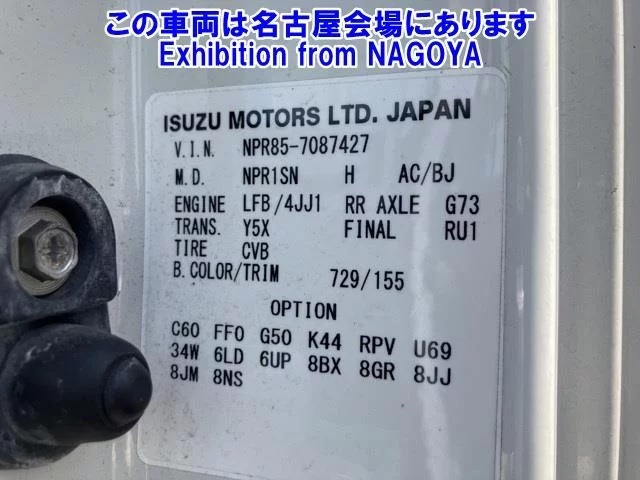 この車両は名古屋会場にあります
Exhibition from NAGOYA
ISUZU MOTORS LTD. JAPAN
V.I.N. NPR85-7087427
M.D. NPR1SN H AC/BJ
ENGINE LFB/4JJ1 RR AXLE G73
TRANS. Y5X FINAL RU1
TIRE CVB
B.COLOR/TRIM 729/155
OPTION
C60 FF0 G50 K44 RPV U69
34W 6LD 6UP 8BX 8GR 8JJ
8JM 8NS